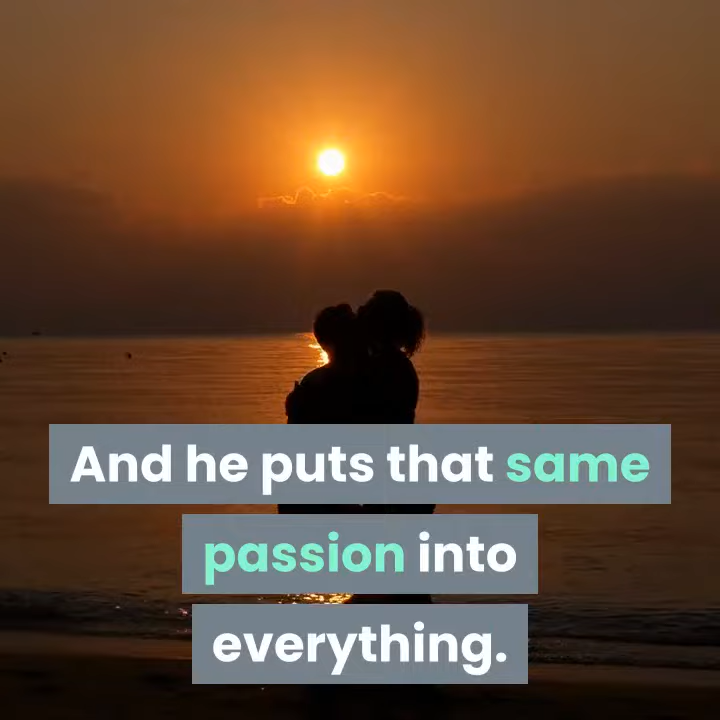 And he puts that same
passion into
everything.